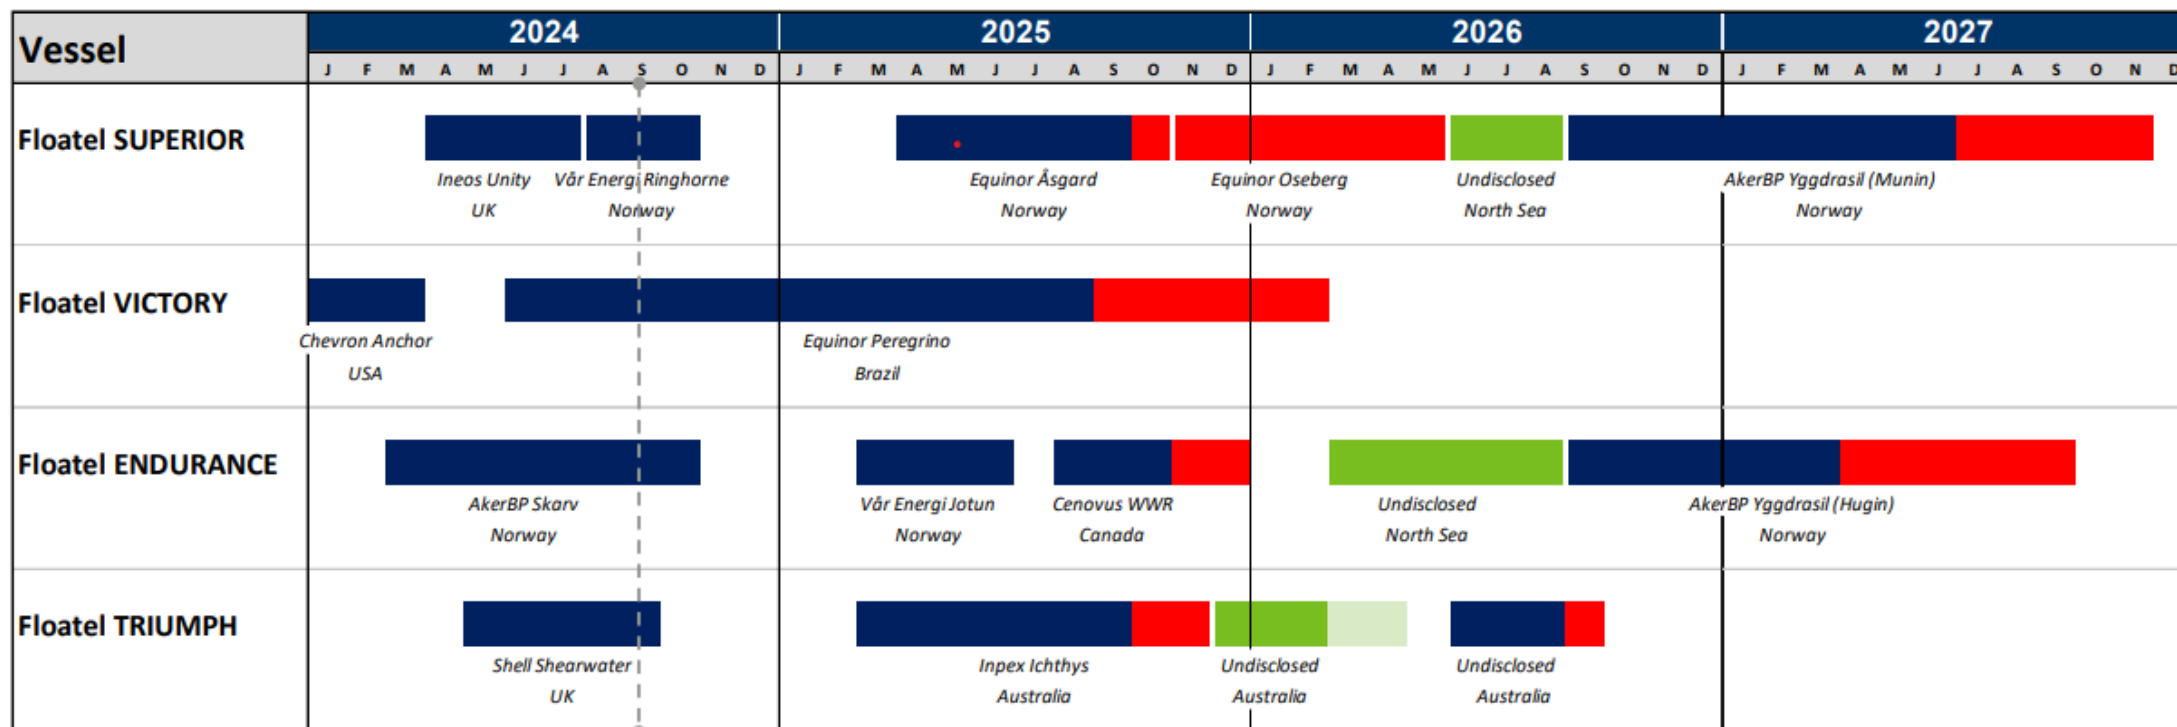 Vessel
2024 2025 2026 2027
J F M A M J J A S O N D J F M A M J J A S O N D J F M A M J J A S O N D J F M A M J J A S O N D
Floatel SUPERIOR
Ineos Unity Vår Energi Ringhorne Equinor Åsgard Equinor Oseberg Undisclosed AkerBP Yggdrasil (Munin)
UK Norway Norway Norway North Sea Norway
Floatel VICTORY
Chevron Anchor Equinor Peregrino
USA Brazil
Floatel ENDURANCE
AkerBP Skarv Vår Energi Jotun Cenovus WWR Undisclosed AkerBP Yggdrasil (Hugin)
Norway Norway Canada North Sea Norway
Floatel TRIUMPH
Shell Shearwater Inpex Ichthys Undisclosed Undisclosed
UK Australia Australia Australia